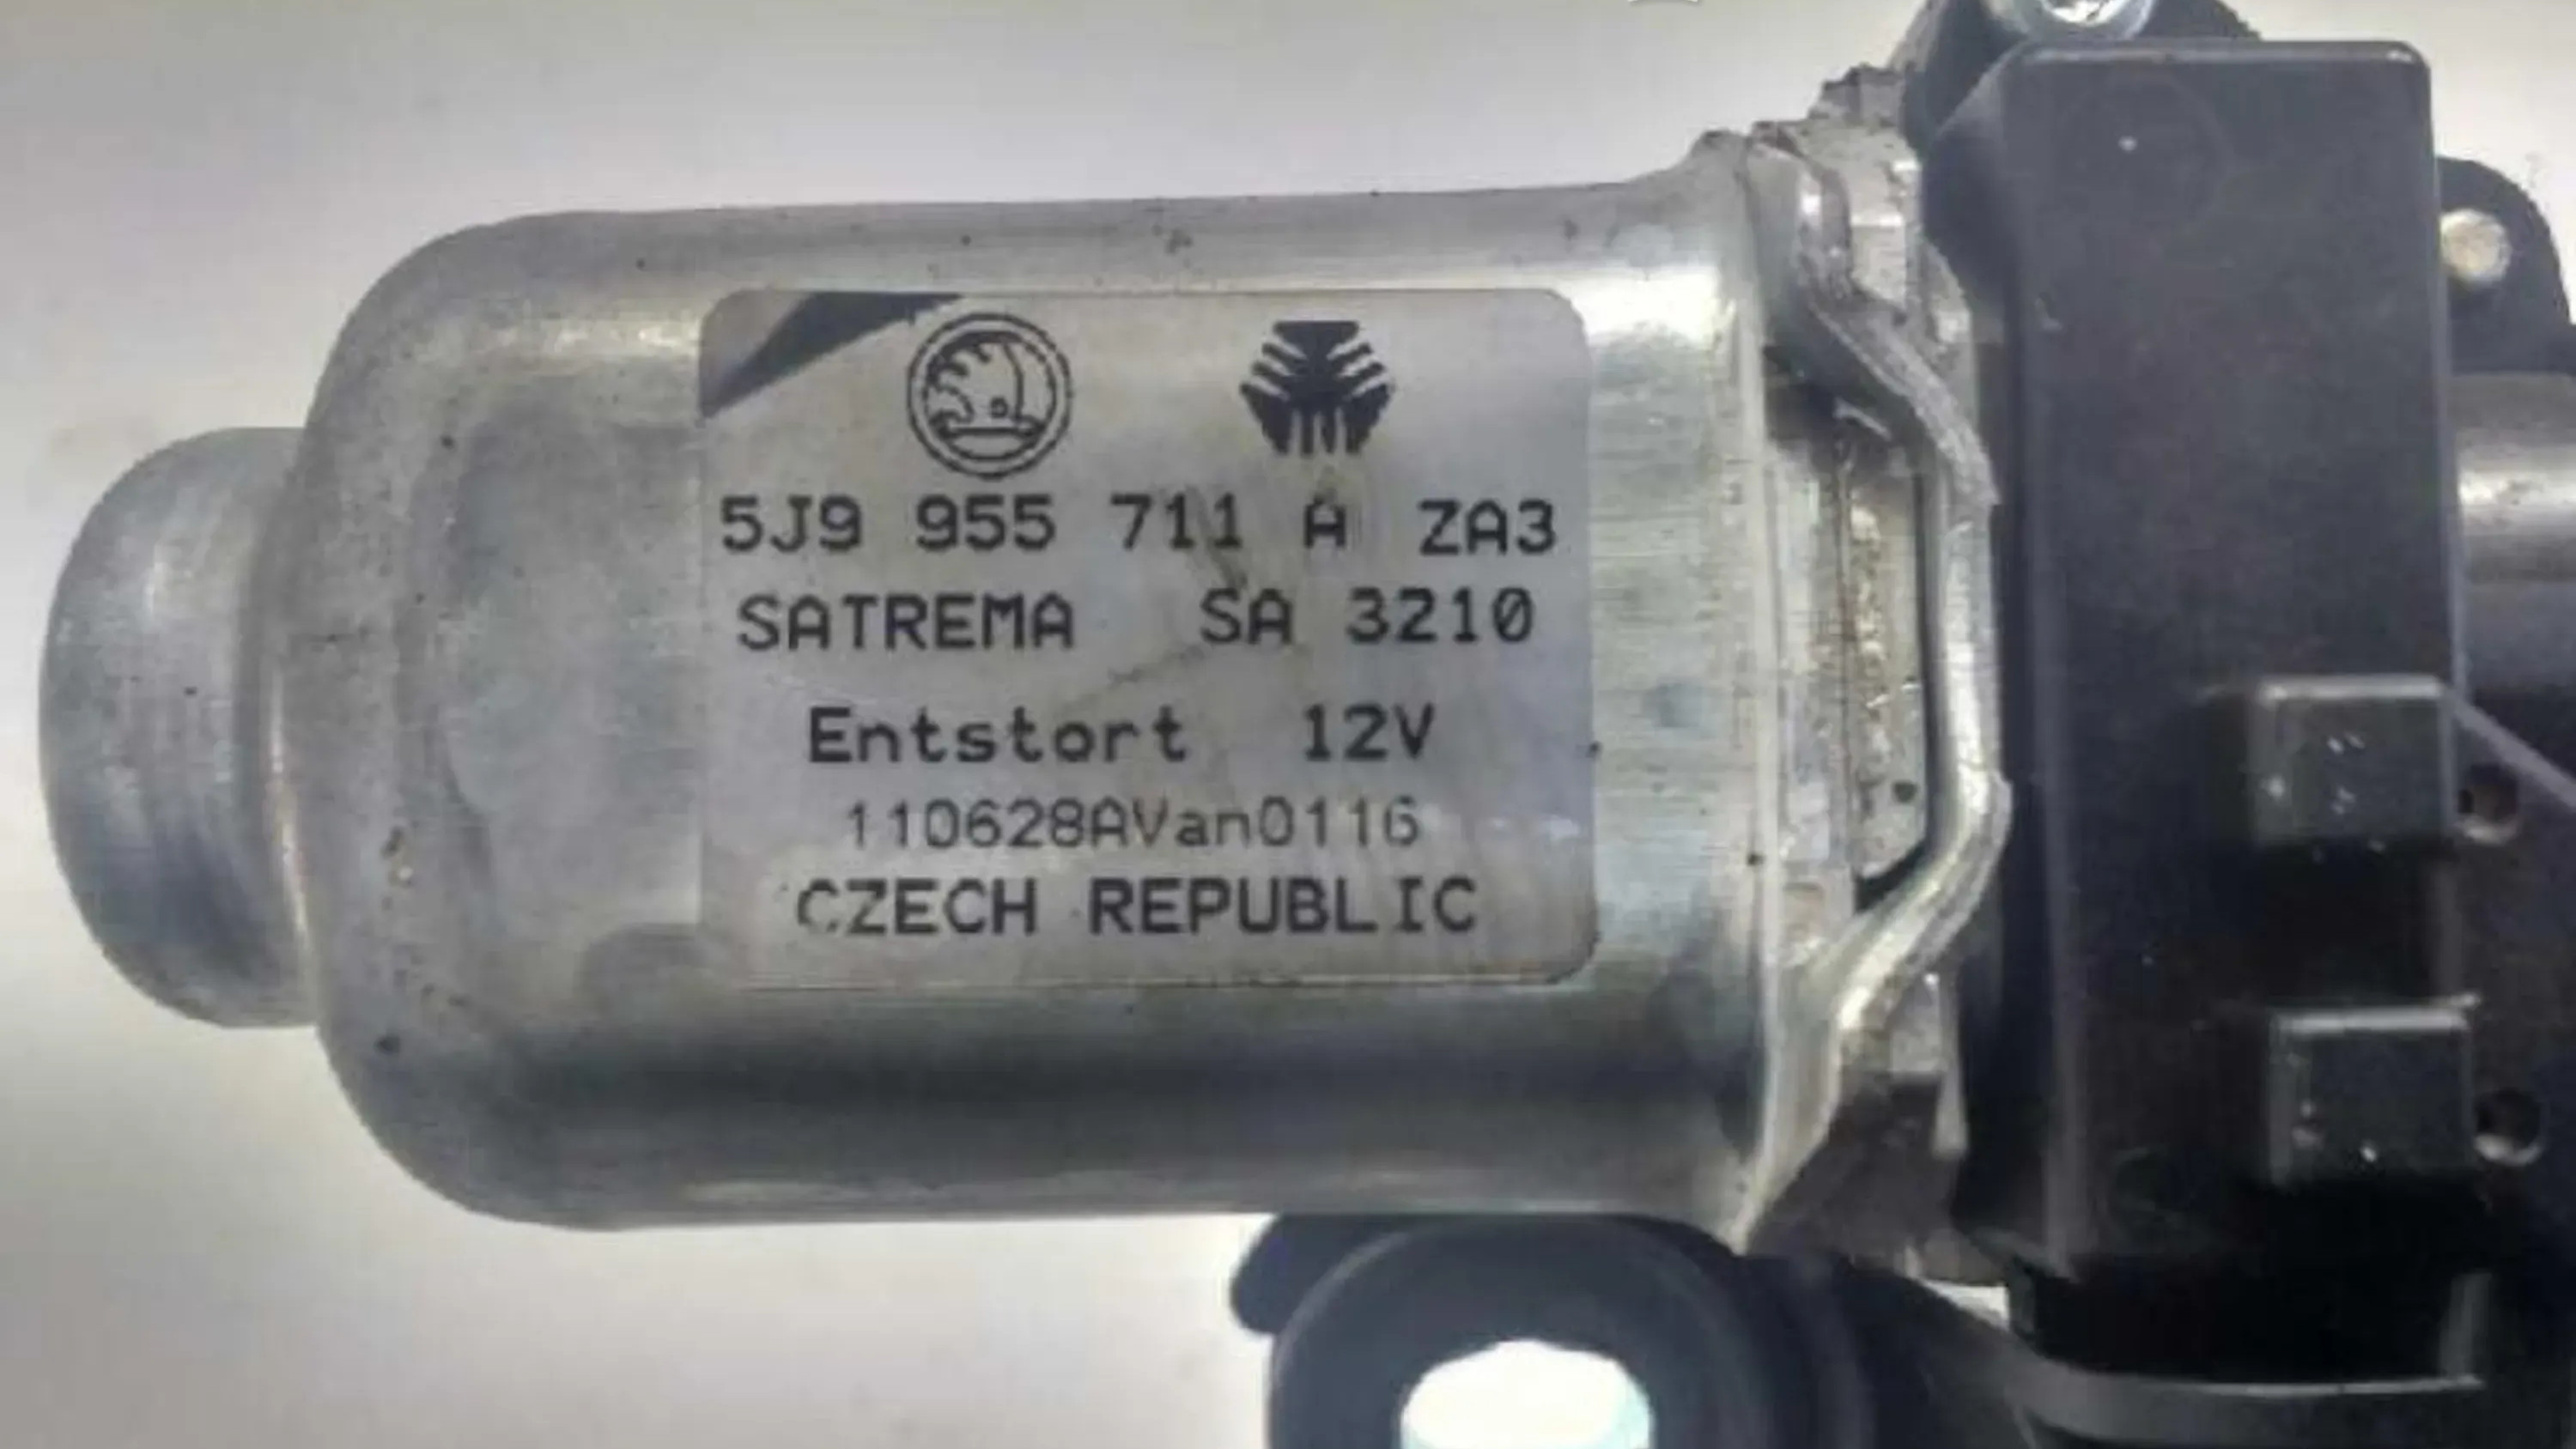 5J9 955 711 A ZA3
SATREMA SA 3210
Entstort 12V
110628AVan0116
CZECH REPUBLIC